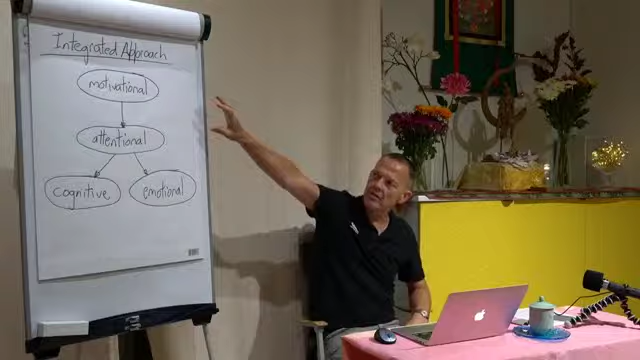 Integrated Approach
motivational
attentional
cognitive
emotional